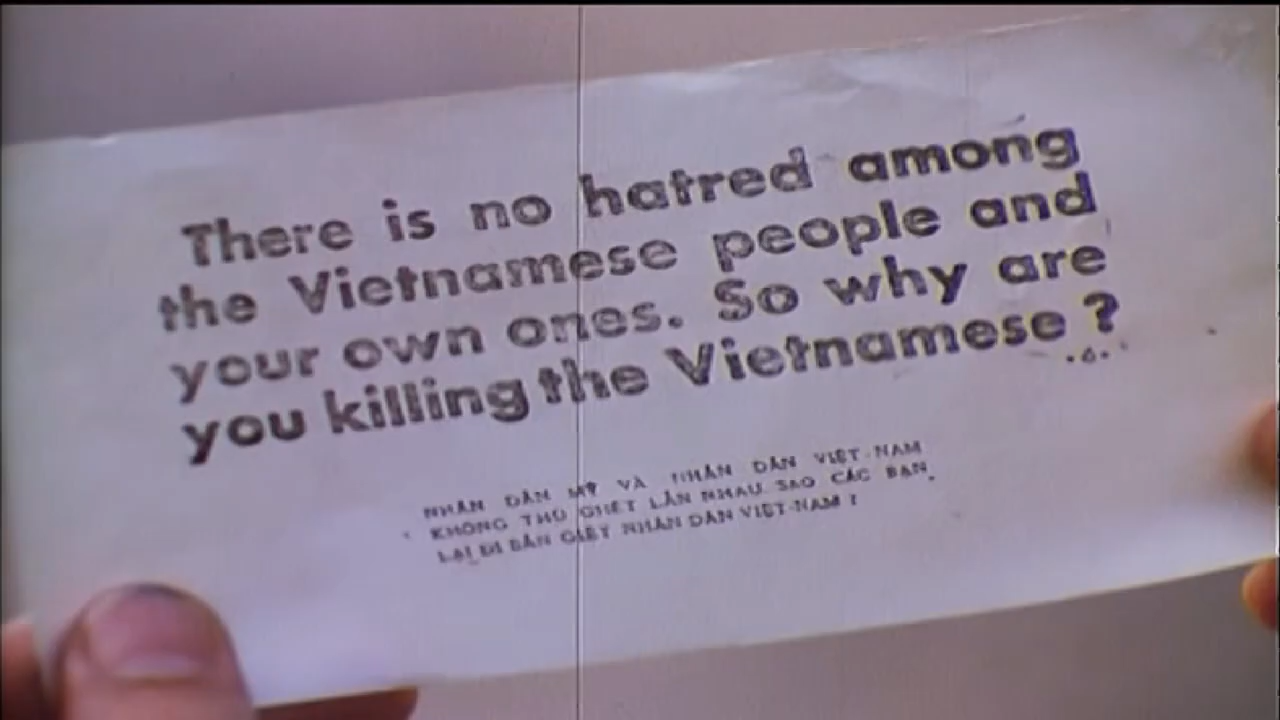 There is no hatred among
the Vietnamese people and
your own ones. So why are
you killing the Vietnamese ?
NHÂN DÂN MỸ VÀ NHÂN DÂN VIỆT-NAM
KHÔNG THÙ GHÉT LẪN NHAU. SAO CÁC BẠN
LẠI ĐI BẮN GIẾT NHÂN DÂN VIỆT-NAM ?